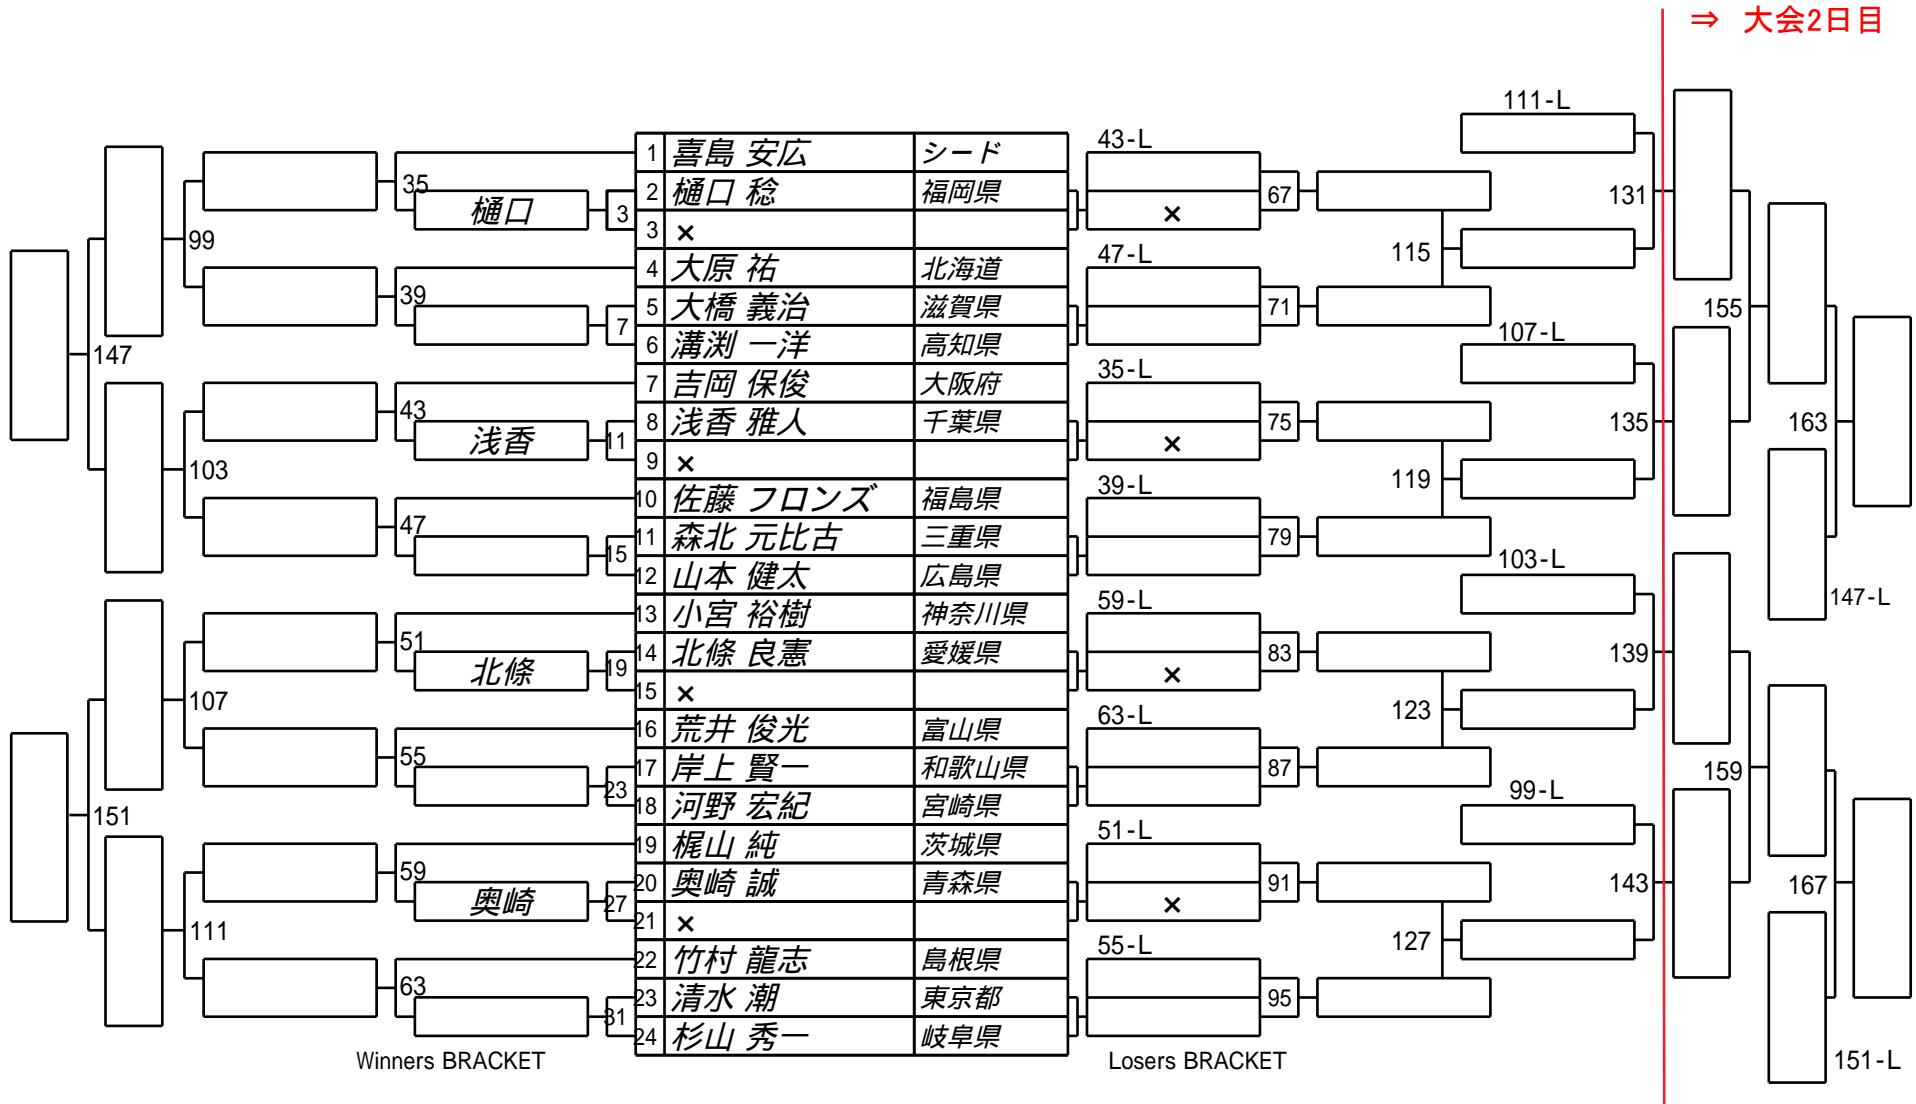 ⇒ 大会2日目
111-L
43-L
1 喜島 安広 シード
35
2 樋口 稔 福岡県
67
131
樋口 3
×
3 ×
99
47-L
115
4 大原 祐 北海道
39
5 大橋 義治 滋賀県
71
155
7
107-L
6 溝渕 一洋 高知県
147
35-L
7 吉岡 保俊 大阪府
43
8 浅香 雅人 千葉県
75
135
163
浅香 11
×
9 ×
103
39-L
119
10 佐藤 フロンズ 福島県
47
11 森北 元比古 三重県
79
15
103-L
12 山本 健太 広島県
59-L
147-L
13 小宮 裕樹 神奈川県
51
14 北條 良憲 愛媛県
83
139
北條 19
×
15 ×
107
63-L
123
16 荒井 俊光 富山県
55
17 岸上 賢一 和歌山県
87
159
23
99-L
18 河野 宏紀 宮崎県
151
51-L
19 梶山 純 茨城県
59
20 奥崎 誠 青森県
91
143
167
奥崎 27
×
21 ×
111
55-L
127
22 竹村 龍志 島根県
63
23 清水 潮 東京都
95
31
24 杉山 秀一 岐阜県
Winners BRACKET
Losers BRACKET
151-L